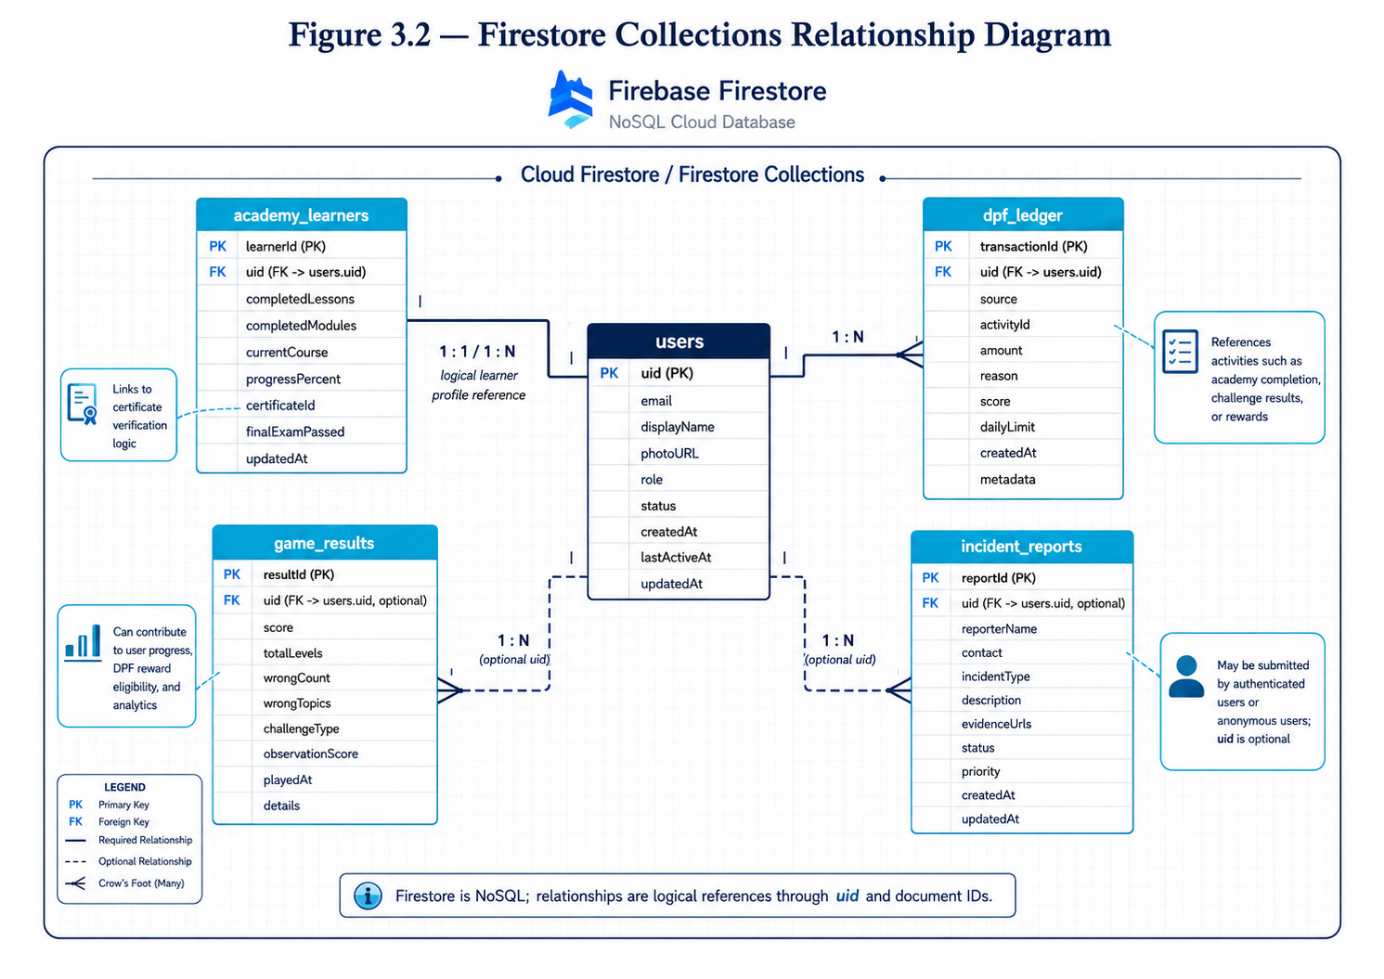 Figure 3.2 — Firestore Collections Relationship Diagram
Firebase Firestore
NoSQL Cloud Database
Cloud Firestore / Firestore Collections
academy_learners
PK learnerId (PK)
FK uid (FK -> users.uid)
completedLessons
completedModules
currentCourse
progressPercent
certificateId
finalExamPassed
updatedAt
Links to
certificate
verification
logic
1 : 1 / 1 : N
logical learner
profile reference
users
PK uid (PK)
email
displayName
photoURL
role
status
createdAt
lastActiveAt
updatedAt
1 : N
dpf_ledger
PK transactionId (PK)
FK uid (FK -> users.uid)
source
activityId
amount
reason
score
dailyLimit
createdAt
metadata
References
activities such as
academy completion,
challenge results,
or rewards
game_results
PK resultId (PK)
FK uid (FK -> users.uid, optional)
score
totalLevels
wrongCount
wrongTopics
challengeType
observationScore
playedAt
details
Can contribute
to user progress,
DPF reward
eligibility, and
analytics
1 : N
(optional uid)
1 : N
(optional uid)
incident_reports
PK reportId (PK)
FK uid (FK -> users.uid, optional)
reporterName
contact
incidentType
description
evidenceUrls
status
priority
createdAt
updatedAt
May be submitted
by authenticated
users or
anonymous users;
uid is optional
LEGEND
PK Primary Key
FK Foreign Key
Required Relationship
Optional Relationship
Crow's Foot (Many)
Firestore is NoSQL; relationships are logical references through uid and document IDs.